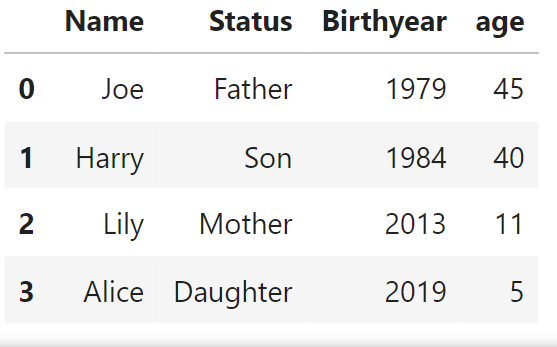 Name Status Birthyear age
0 Joe Father 1979 45
1 Harry Son 1984 40
2 Lily Mother 2013 11
3 Alice Daughter 2019 5